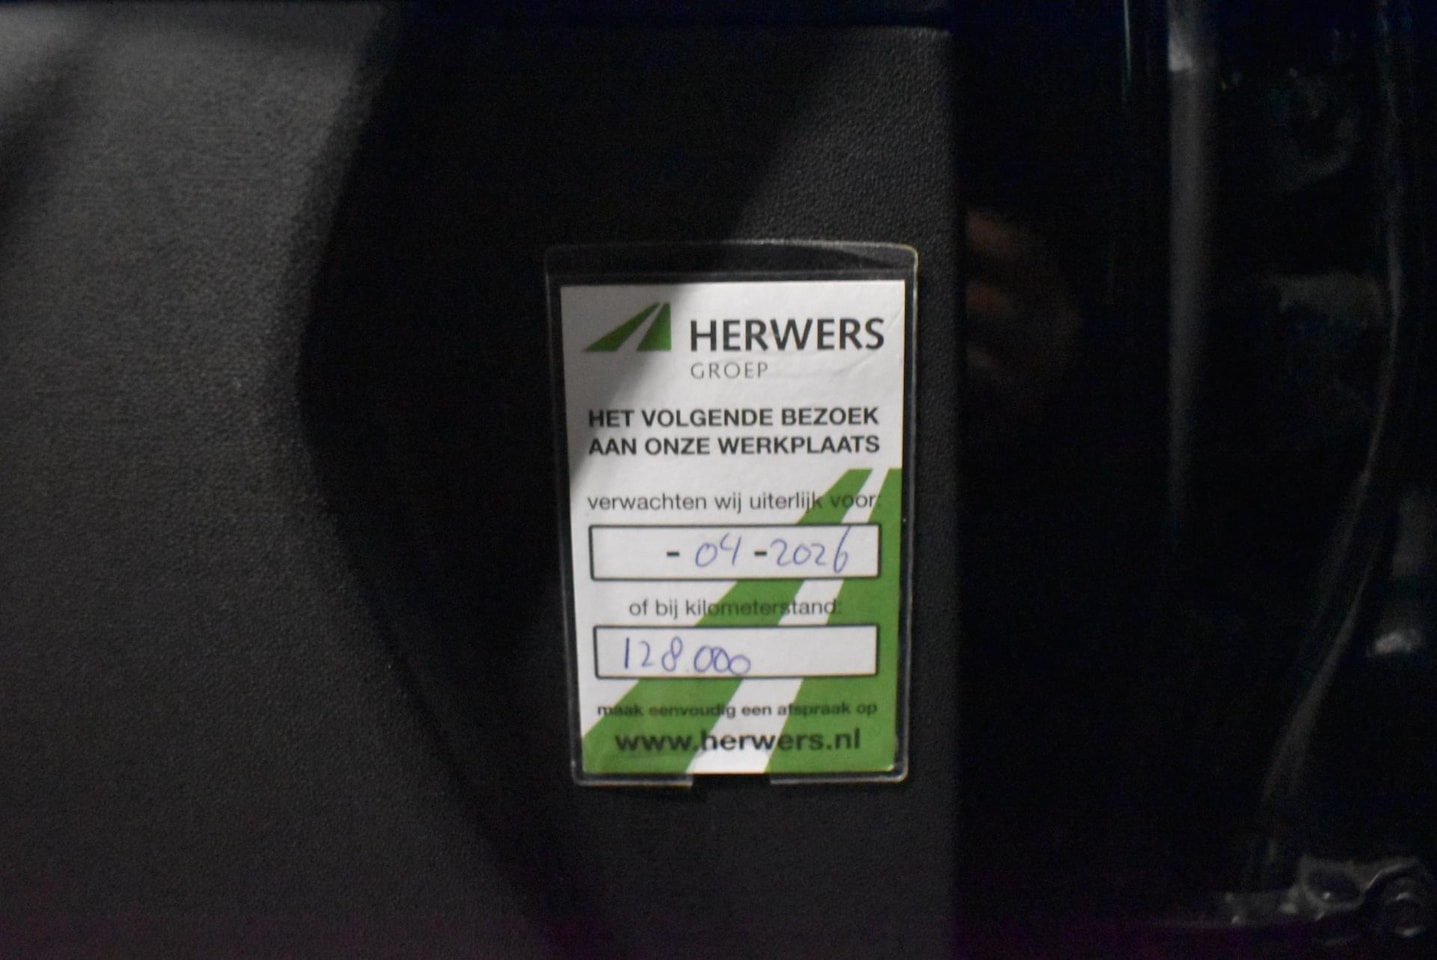 HERWERS
GROEP
HET VOLGENDE BEZOEK
AAN ONZE WERKPLAATS
verwachten wij uiterlijk voor:
- 04 - 2026
of bij kilometerstand:
128.000
maak eenvoudig een afspraak op
www.herwers.nl